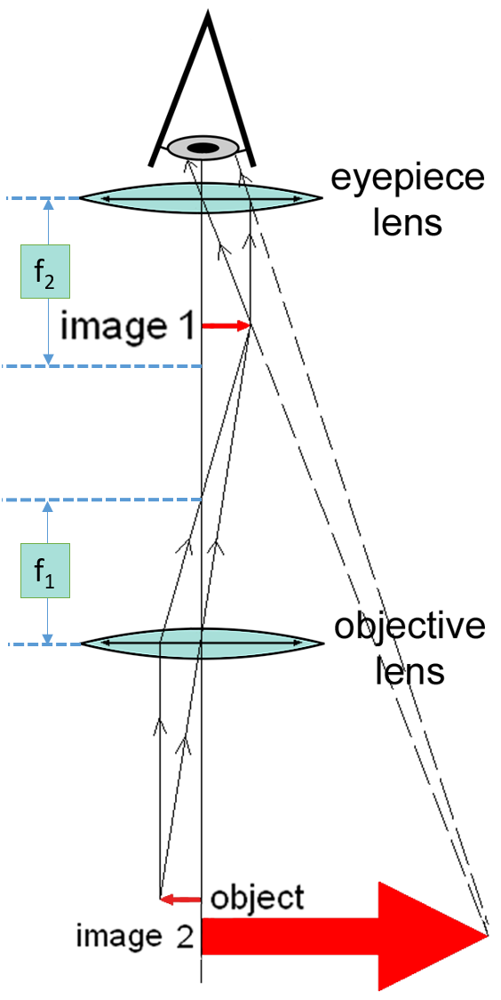 eyepiece
lens
f₂
image 1
f₁
objective
lens
object
image 2